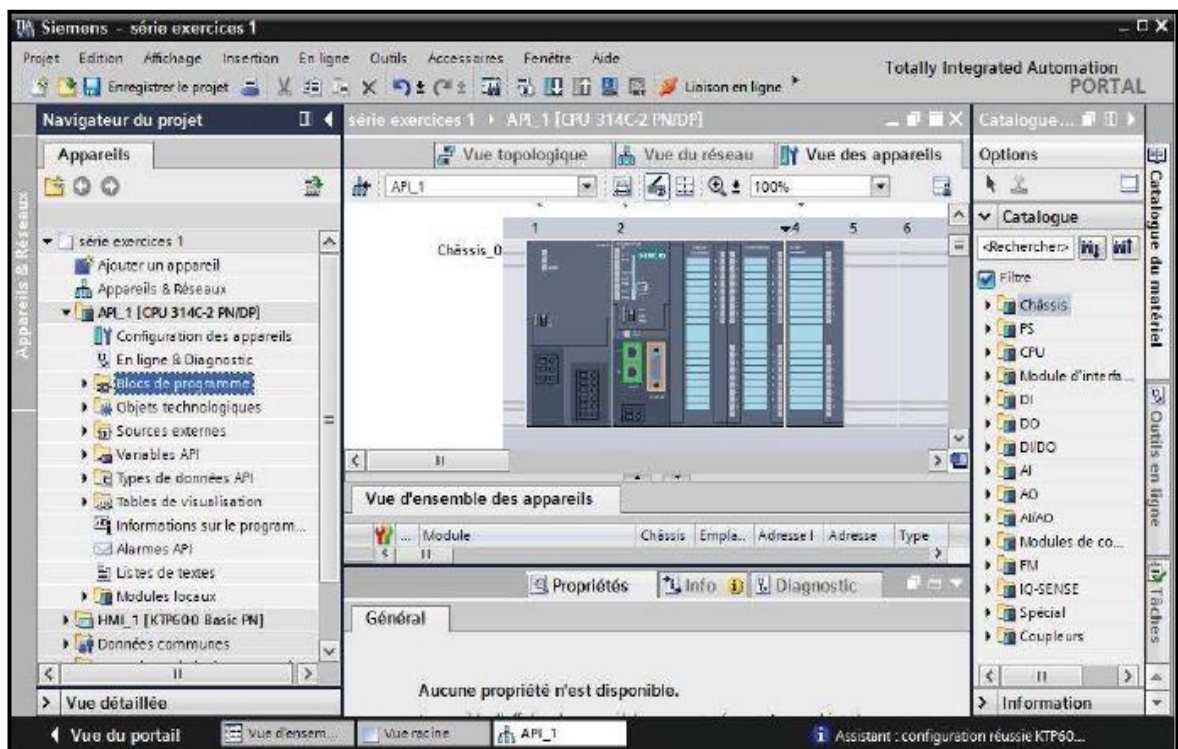 Siemens - série exercices 1
Projet Edition Affichage Insertion En ligne Outils Accessoires Fenêtre Aide
Totally Integrated Automation
PORTAL
Enregistrer le projet
Liaison en ligne
Navigateur du projet
Appareils
série exercices 1
Ajouter un appareil
Appareils & Réseaux
API_1 [CPU 314C-2 PN/DP]
Configuration des appareils
En ligne & Diagnostic
Blocs de programme
Objets technologiques
Sources externes
Variables API
Types de données API
Tables de visualisation
Informations sur le program...
Alarmes API
Listes de textes
Modules locaux
HMI_1 [KTP600 Basic PN]
Données communes
Vue détaillée
Appareils & Réseaux
série exercices 1 API_1 [CPU 314C-2 PN/DP]
Vue topologique
Vue du réseau
Vue des appareils
API_1
100%
1 2 4 5 6
Châssis_0
Vue d'ensemble des appareils
... Module Châssis Empla.. Adresse I Adresse Type
Propriétés
Info
Diagnostic
Général
Aucune propriété n'est disponible.
Catalogue...
Options
Catalogue
<Rechercher>
Filtre
Châssis
PS
CPU
Module d'interfa...
DI
DO
DI/DO
AI
AO
AI/AO
Modules de co...
FM
IQ-SENSE
Spécial
Coupleurs
Information
Catalogue du matériel
Outils en ligne
Tâches
Vue du portail
Vue d'ensem...
Vue racine
API_1
Assistant : configuration réussie KTP60...